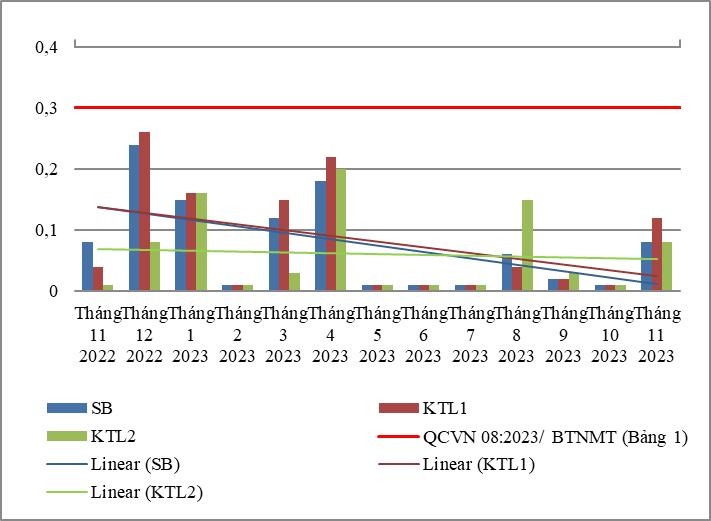 0,4
0,3
0,2
0,1
0
Tháng 11 2022
Tháng 12 2022
Tháng 1 2023
Tháng 2 2023
Tháng 3 2023
Tháng 4 2023
Tháng 5 2023
Tháng 6 2023
Tháng 7 2023
Tháng 8 2023
Tháng 9 2023
Tháng 10 2023
Tháng 11 2023
SB
KTL1
KTL2
QCVN 08:2023/ BTNMT (Bảng 1)
Linear (SB)
Linear (KTL1)
Linear (KTL2)